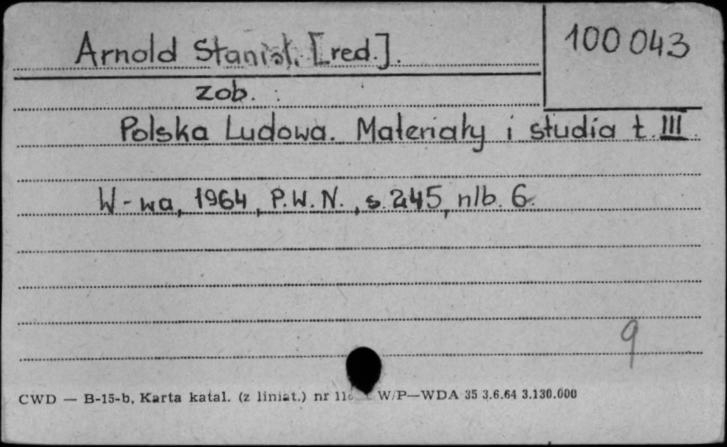 Arnold Stanisł. [red.].
100 043
zob. :
Polska Ludowa. Materiały i studia t. III.
W-wa, 1964, P.W.N., s. 245, nlb. 6.
9
CWD — B-15-b, Karta katal. (z liniat.) nr W/P—WDA 35 3.6.64 3.130.000